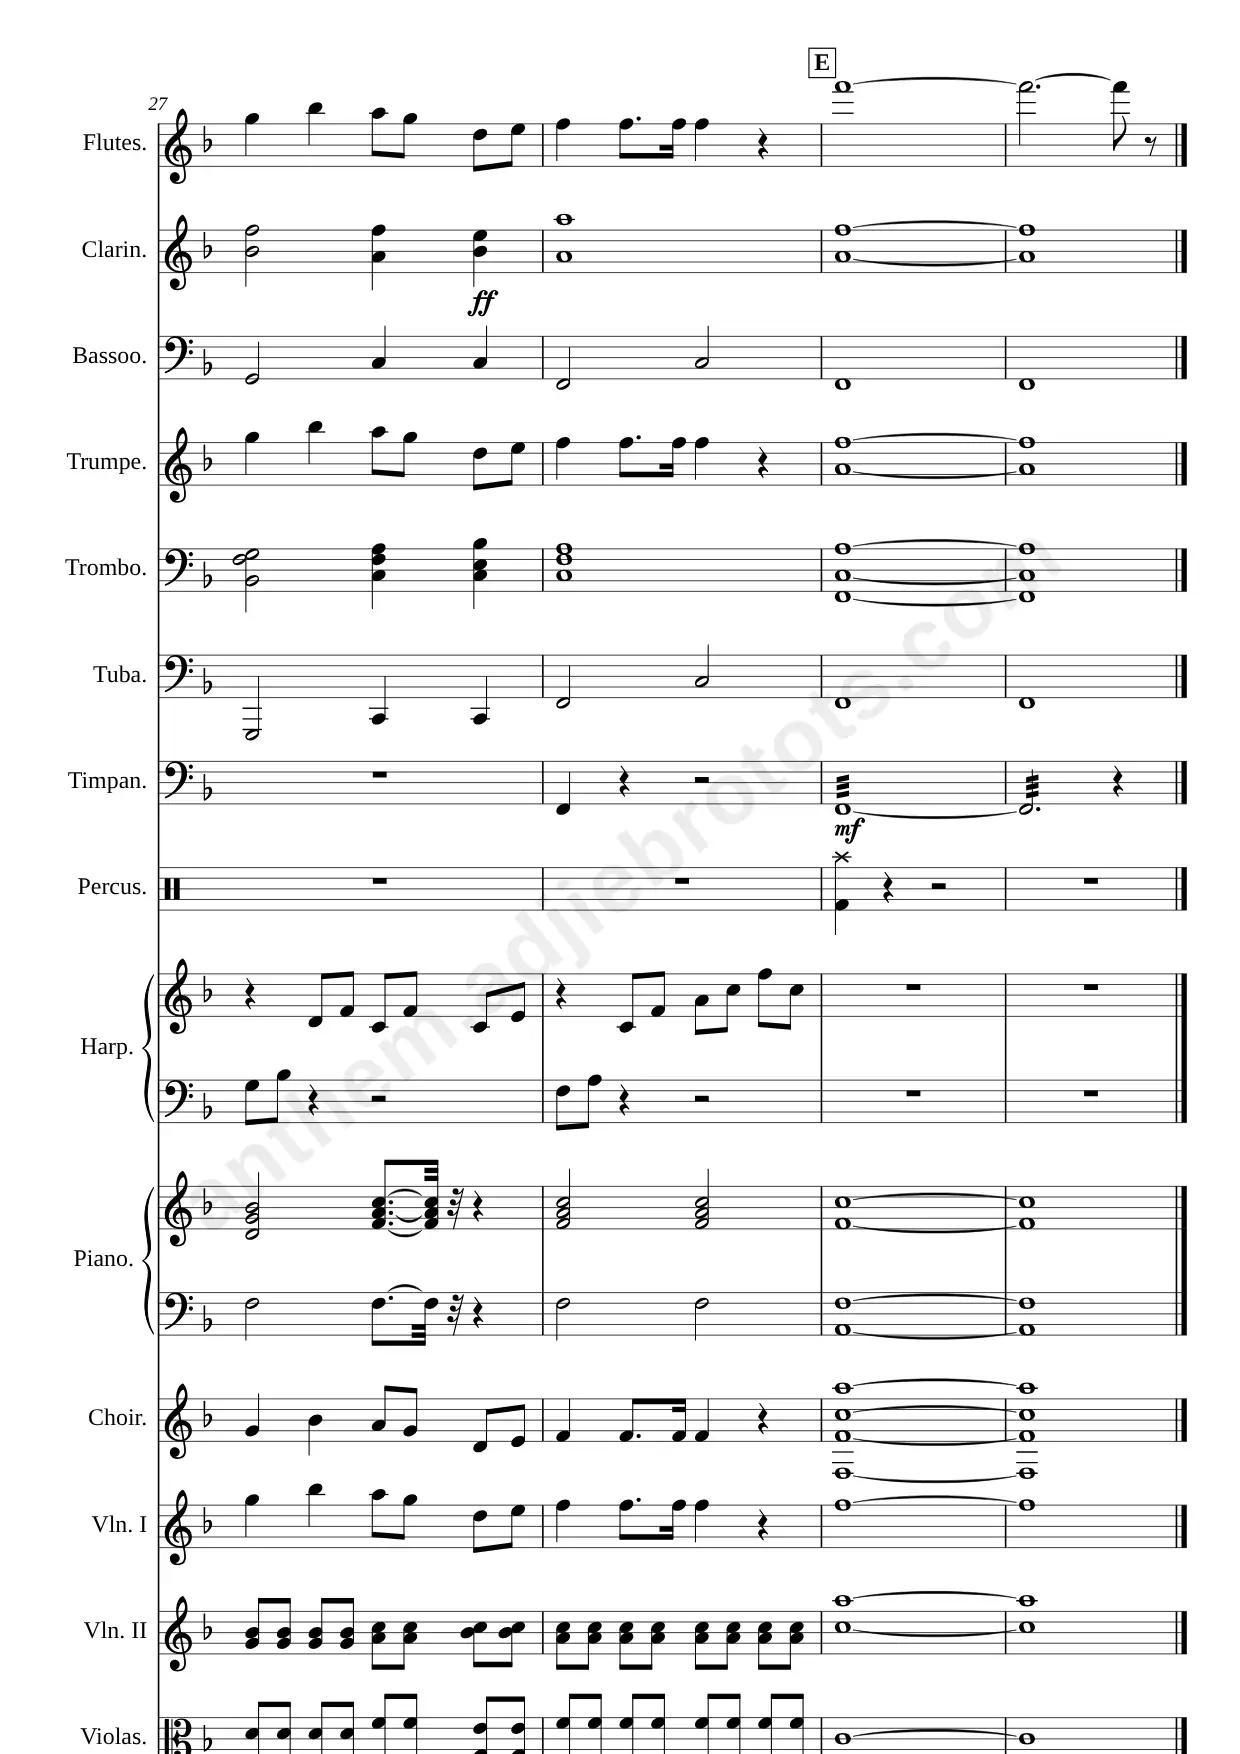 E
27
Flutes.
Clarin.
ff
Bassoo.
Trumpe.
Trombo.
Tuba.
Timpan.
mf
Percus.
Harp.
Piano.
Choir.
Vln. I
Vln. II
Violas.
anthem.adjiebrotots.com